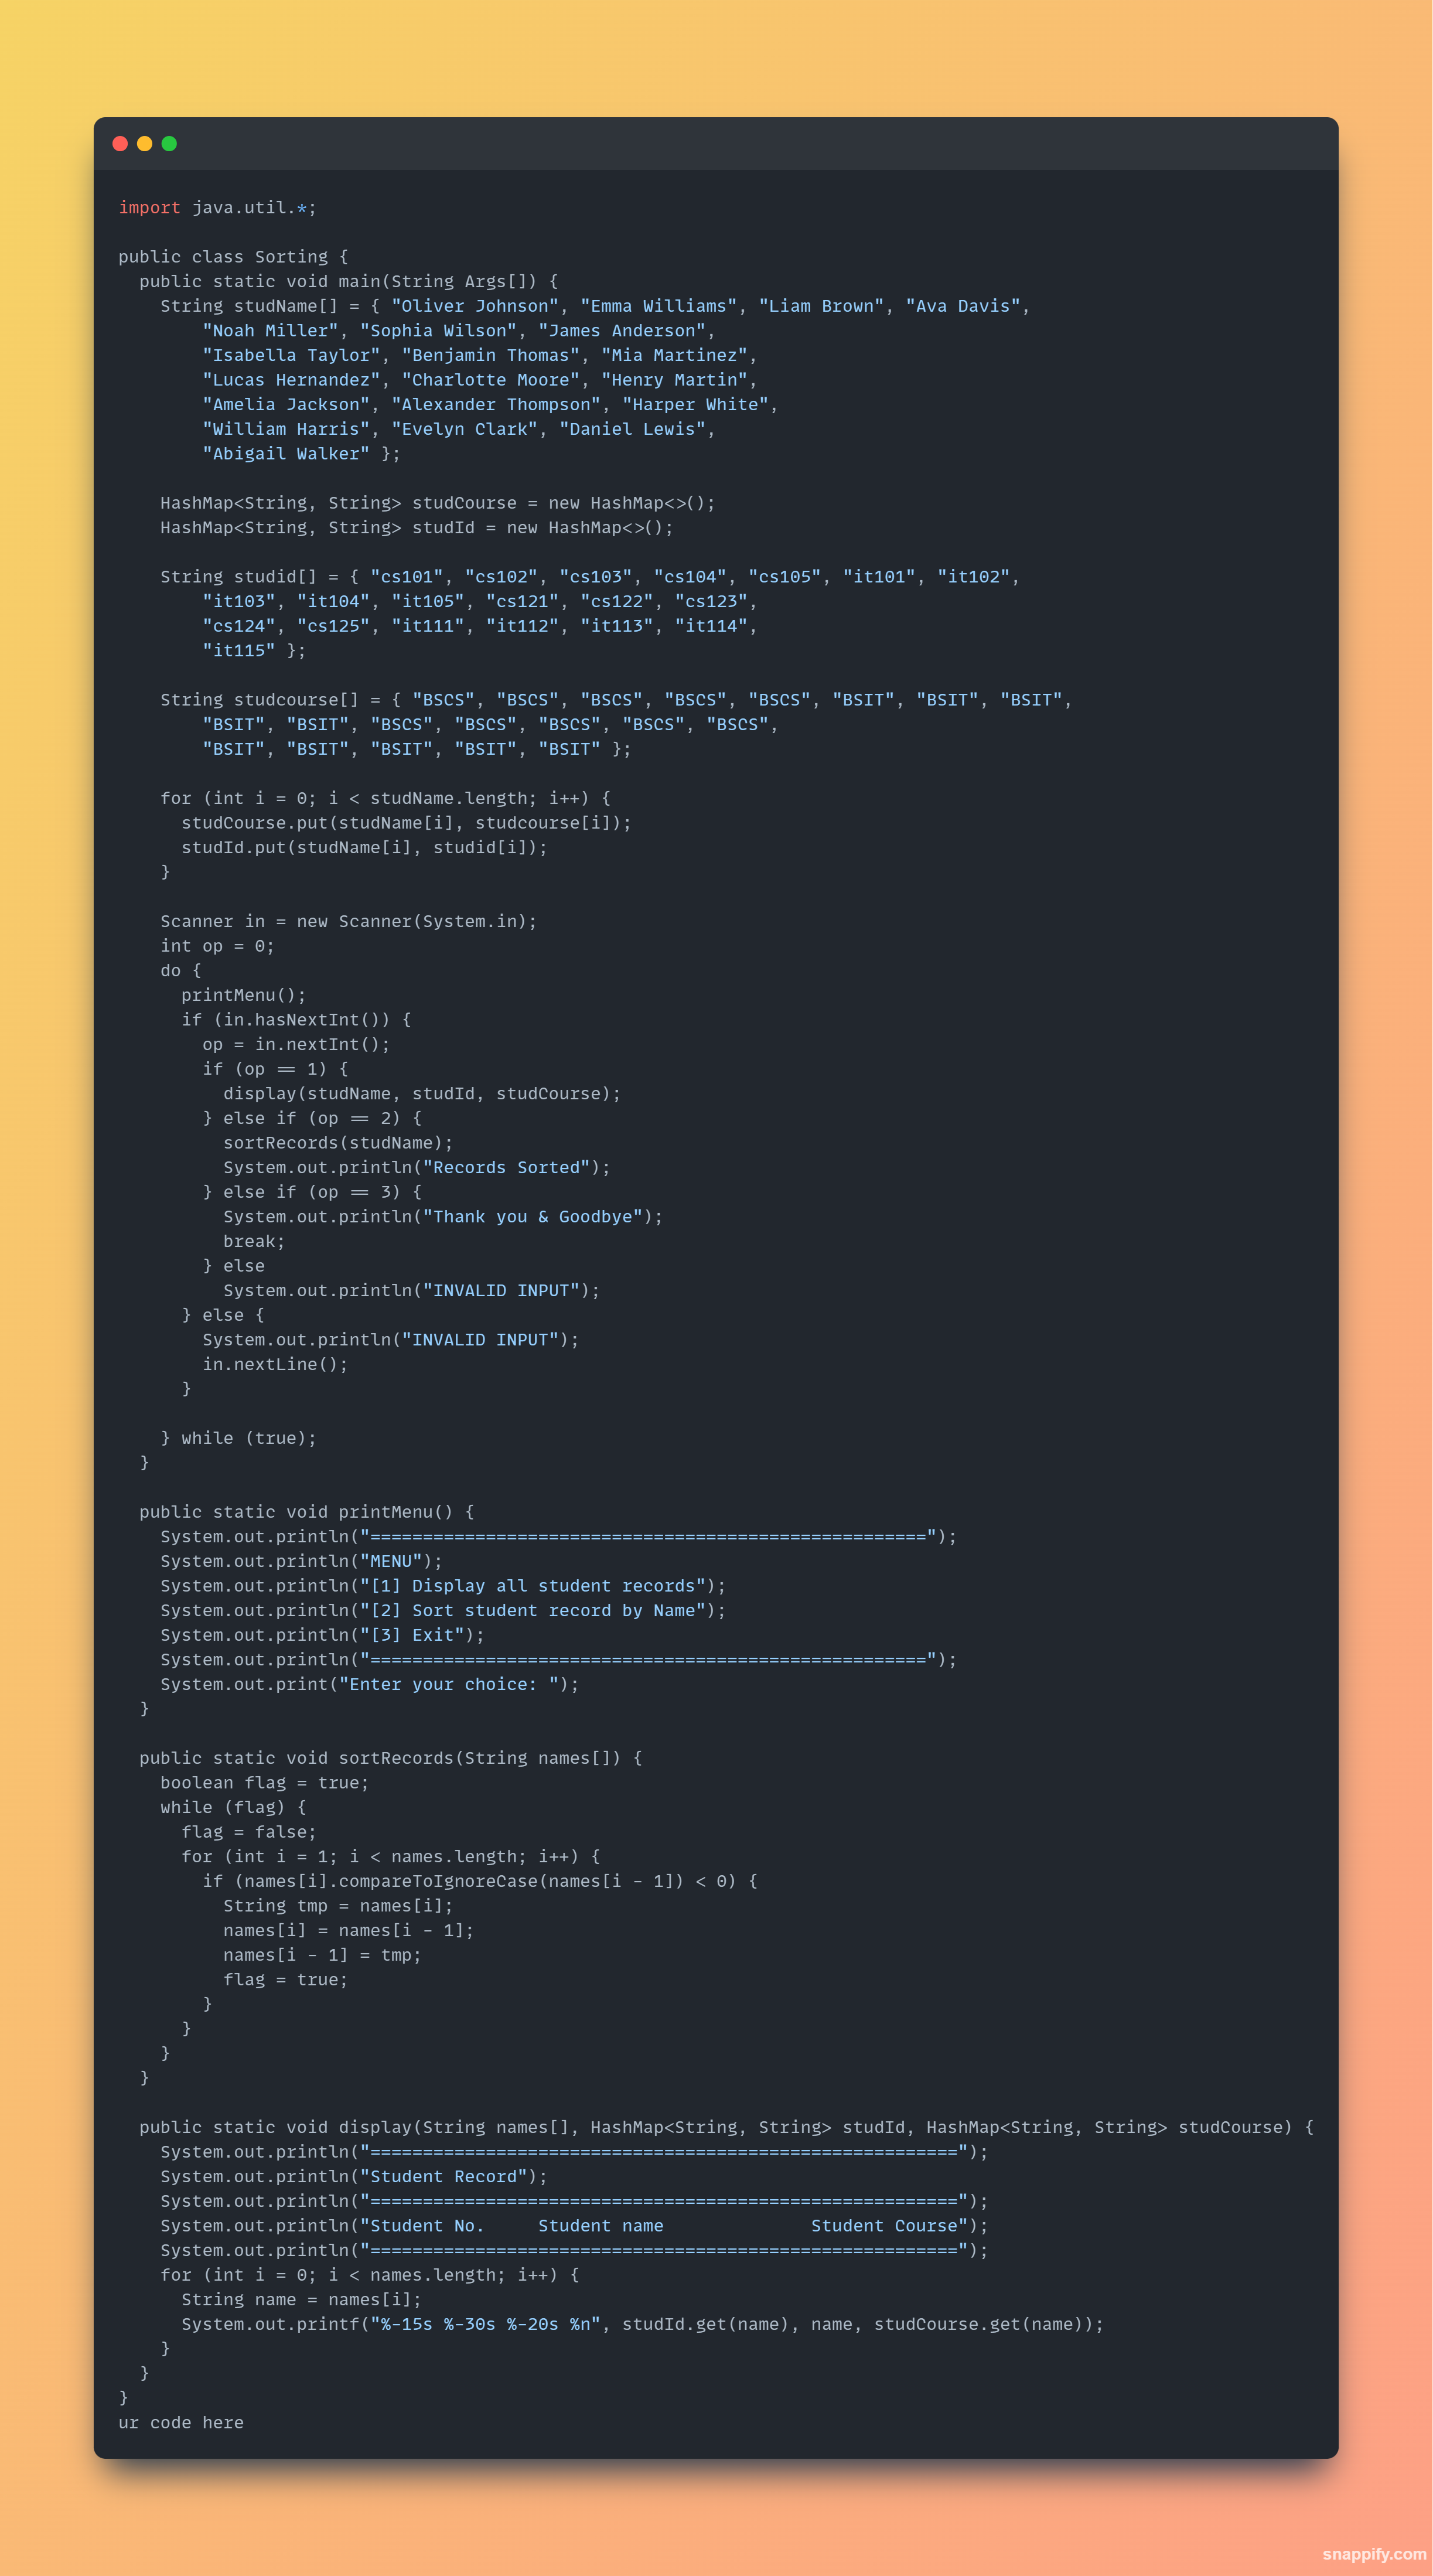 import java.util.*;

public class Sorting {
  public static void main(String Args[]) {
    String studName[] = { "Oliver Johnson", "Emma Williams", "Liam Brown", "Ava Davis",
        "Noah Miller", "Sophia Wilson", "James Anderson",
        "Isabella Taylor", "Benjamin Thomas", "Mia Martinez",
        "Lucas Hernandez", "Charlotte Moore", "Henry Martin",
        "Amelia Jackson", "Alexander Thompson", "Harper White",
        "William Harris", "Evelyn Clark", "Daniel Lewis",
        "Abigail Walker" };

    HashMap<String, String> studCourse = new HashMap<>();
    HashMap<String, String> studId = new HashMap<>();

    String studid[] = { "cs101", "cs102", "cs103", "cs104", "cs105", "it101", "it102",
        "it103", "it104", "it105", "cs121", "cs122", "cs123",
        "cs124", "cs125", "it111", "it112", "it113", "it114",
        "it115" };

    String studcourse[] = { "BSCS", "BSCS", "BSCS", "BSCS", "BSCS", "BSIT", "BSIT", "BSIT",
        "BSIT", "BSIT", "BSCS", "BSCS", "BSCS", "BSCS", "BSCS",
        "BSIT", "BSIT", "BSIT", "BSIT", "BSIT" };

    for (int i = 0; i < studName.length; i++) {
      studCourse.put(studName[i], studcourse[i]);
      studId.put(studName[i], studid[i]);
    }

    Scanner in = new Scanner(System.in);
    int op = 0;
    do {
      printMenu();
      if (in.hasNextInt()) {
        op = in.nextInt();
        if (op == 1) {
          display(studName, studId, studCourse);
        } else if (op == 2) {
          sortRecords(studName);
          System.out.println("Records Sorted");
        } else if (op == 3) {
          System.out.println("Thank you & Goodbye");
          break;
        } else
          System.out.println("INVALID INPUT");
      } else {
        System.out.println("INVALID INPUT");
        in.nextLine();
      }

    } while (true);
  }

  public static void printMenu() {
    System.out.println("=====================================================");
    System.out.println("MENU");
    System.out.println("[1] Display all student records");
    System.out.println("[2] Sort student record by Name");
    System.out.println("[3] Exit");
    System.out.println("=====================================================");
    System.out.print("Enter your choice: ");
  }

  public static void sortRecords(String names[]) {
    boolean flag = true;
    while (flag) {
      flag = false;
      for (int i = 1; i < names.length; i++) {
        if (names[i].compareToIgnoreCase(names[i - 1]) < 0) {
          String tmp = names[i];
          names[i] = names[i - 1];
          names[i - 1] = tmp;
          flag = true;
        }
      }
    }
  }

  public static void display(String names[], HashMap<String, String> studId, HashMap<String, String> studCourse) {
    System.out.println("========================================================");
    System.out.println("Student Record");
    System.out.println("========================================================");
    System.out.println("Student No.     Student name              Student Course");
    System.out.println("========================================================");
    for (int i = 0; i < names.length; i++) {
      String name = names[i];
      System.out.printf("%-15s %-30s %-20s %n", studId.get(name), name, studCourse.get(name));
    }
  }
}
ur code here
snappify.com